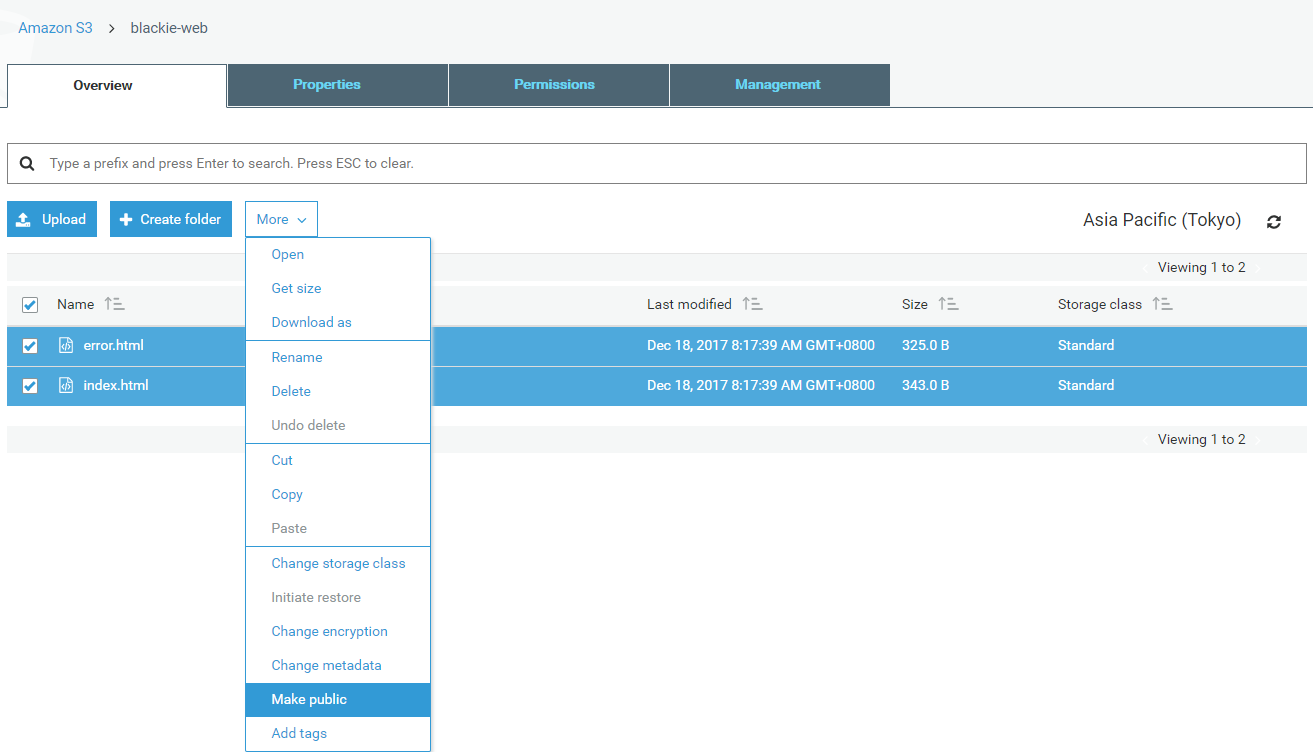 Amazon S3 > blackie-web
Overview Properties Permissions Management
Type a prefix and press Enter to search. Press ESC to clear.
Upload Create folder More Asia Pacific (Tokyo)
Viewing 1 to 2
Name Last modified Size Storage class
error.html Dec 18, 2017 8:17:39 AM GMT+0800 325.0 B Standard
index.html Dec 18, 2017 8:17:39 AM GMT+0800 343.0 B Standard
Viewing 1 to 2
Open
Get size
Download as
Rename
Delete
Undo delete
Cut
Copy
Paste
Change storage class
Initiate restore
Change encryption
Change metadata
Make public
Add tags